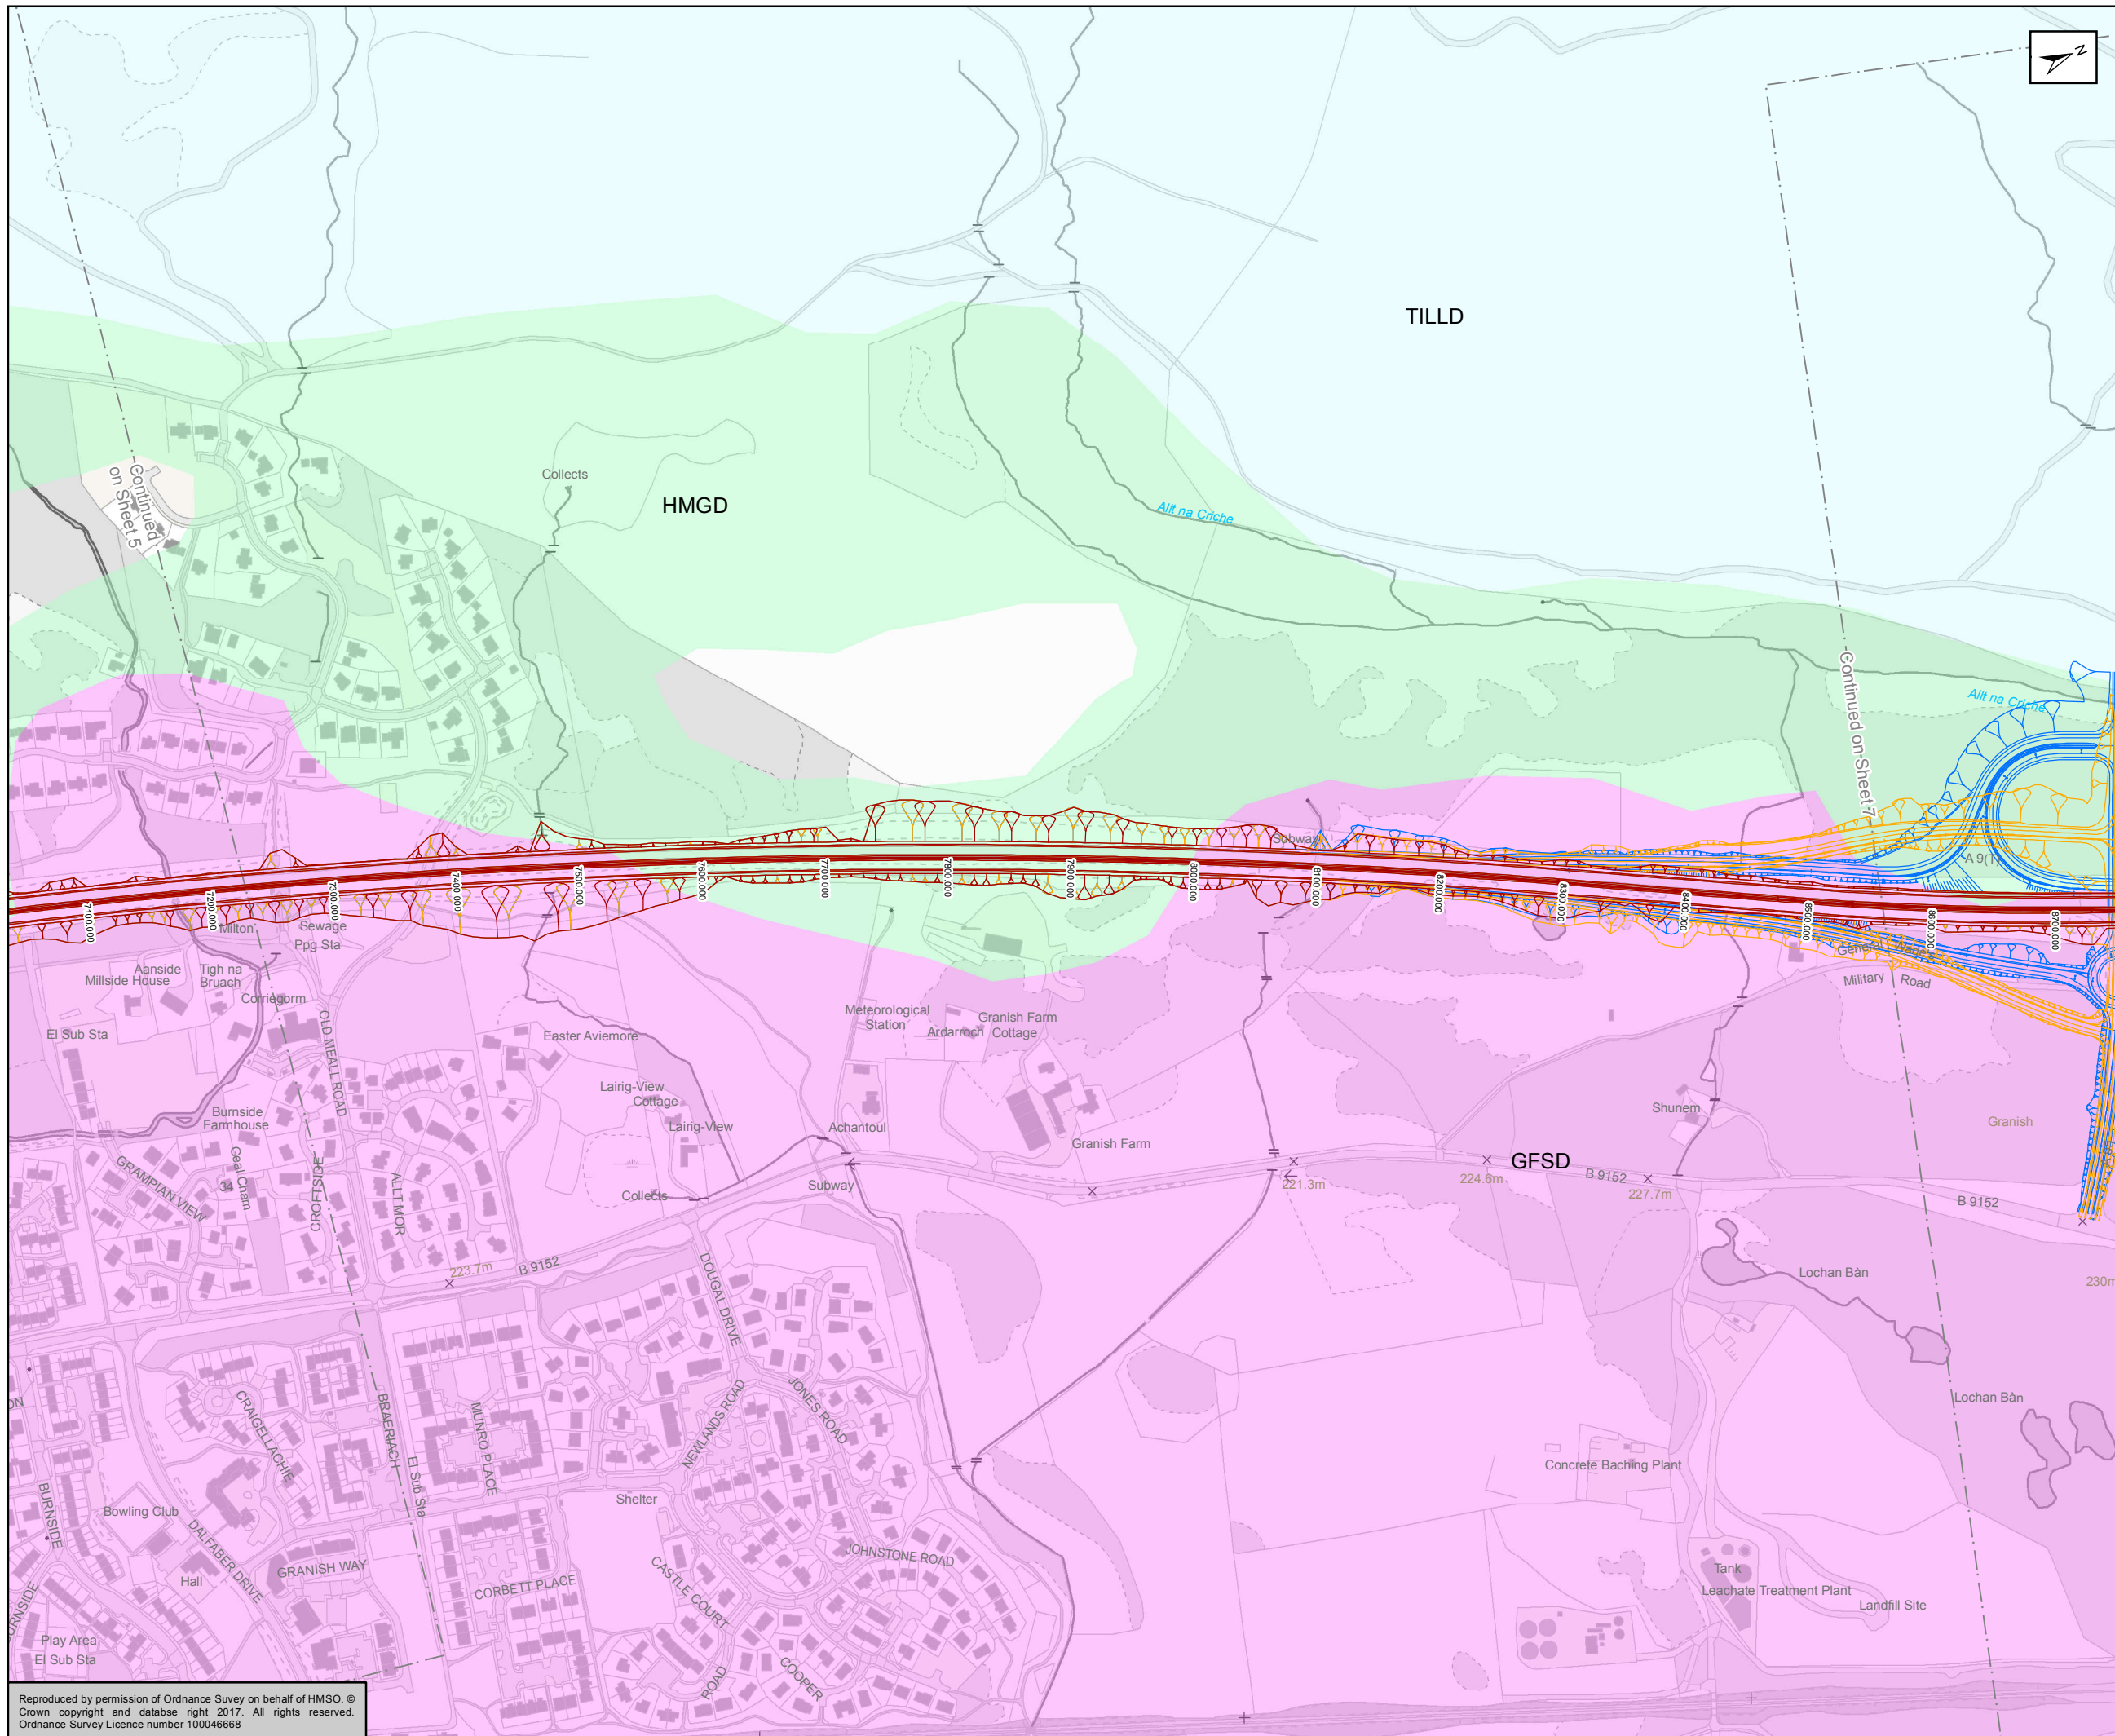 N
TILLD
Continued
on Sheet 5
Collects
HMGD
Allt na Criche
Continued on Sheet 7
Allt na Criche
Subway
A 9(T)
7100.000
7200.000
7300.000
7400.000
7500.000
7600.000
7700.000
7800.000
7900.000
8000.000
8100.000
8200.000
8300.000
8400.000
8500.000
8600.000
8700.000
Milton
Sewage
Ppg Sta
General Wade's
Military Road
Aanside
Millside House
Tigh na
Bruach
Corriegorm
El Sub Sta
OLD MEALL ROAD
Easter Aviemore
Meteorological
Station
Ardarroch
Granish Farm
Cottage
Lairig-View
Cottage
Lairig-View
Achantoul
Granish Farm
Shunem
Granish
Burnside
Farmhouse
Geal Charn
GRAMPIAN VIEW
34
CROFTSIDE
ALLT MOR
Collects
Subway
GFSD
221.3m
224.6m
B 9152
227.7m
B 9152
223.7m
B 9152
DOUGAL DRIVE
Lochan Bàn
230m
Lochan Bàn
JONES ROAD
NEWLANDS ROAD
CRAIGELLACHIE
BRAERIACH
El Sub Sta
MUNRO PLACE
Concrete Baching Plant
BURNSIDE
Bowling Club
Shelter
DALFABER DRIVE
Hall
GRANISH WAY
CORBETT PLACE
CASTLE COURT
JOHNSTONE ROAD
Tank
Leachate Treatment Plant
Landfill Site
BURNSIDE
Play Area
El Sub Sta
ROAD
COOPER
Reproduced by permission of Ordnance Suvey on behalf of HMSO. ©
Crown copyright and databse right 2017. All rights reserved.
Ordnance Survey Licence number 100046668